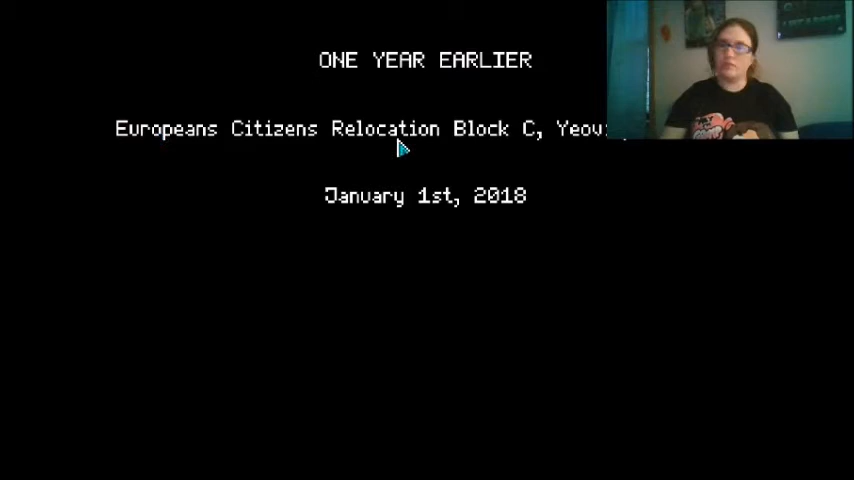 ONE YEAR EARLIER
Europeans Citizens Relocation Block C,
January 1st, 2018